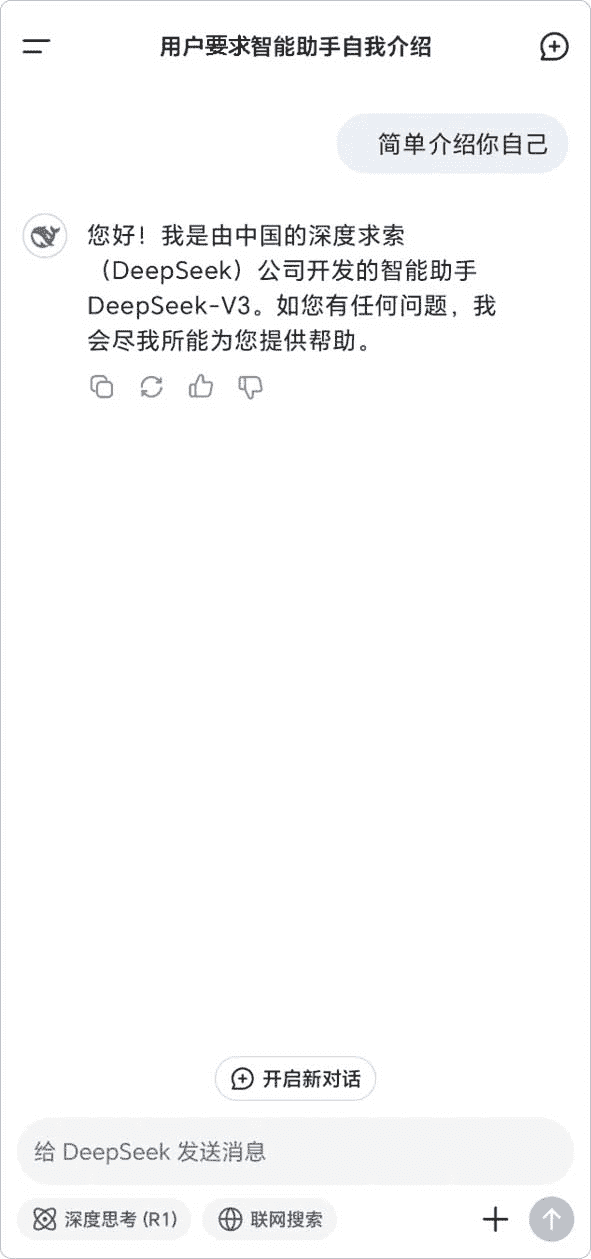 用户要求智能助手自我介绍
简单介绍你自己
您好！我是由中国的深度求索
（DeepSeek）公司开发的智能助手
DeepSeek-V3。如您有任何问题，我
会尽我所能为您提供帮助。
开启新对话
给 DeepSeek 发送消息
深度思考 (R1)
联网搜索